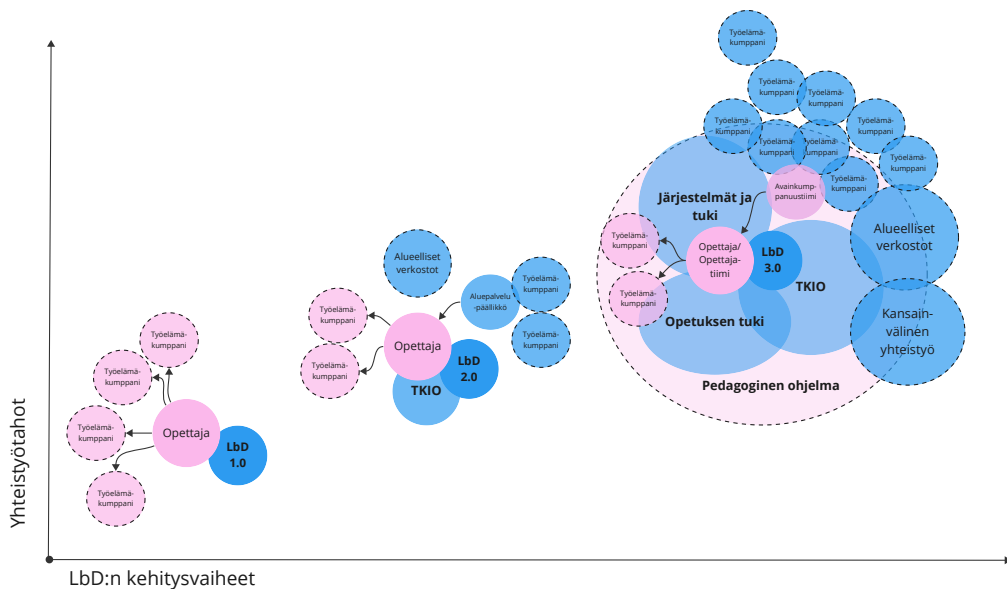 Yhteistyötahot
LbD:n kehitysvaiheet
Työelämä-
kumppani
Työelämä-
kumppani
Työelämä-
kumppani
Työelämä-
kumppani
Opettaja
LbD
1.0
Alueelliset
verkostot
Työelämä-
kumppani
Työelämä-
kumppani
Aluepalvelu
-päällikkö
Työelämä-
kumppani
Työelämä-
kumppani
Opettaja
LbD
2.0
TKIO
Työelämä-
kumppani
Työelämä-
kumppani
Työelämä-
kumppani
Työelämä-
kumppani
Työelämä-
kumppani
Työelämä-
kumppani
Työelämä-
kumppani
Työelämä-
kumppani
Työelämä-
kumppani
Avainkump-
panuustiimi
Järjestelmät ja
tuki
Alueelliset
verkostot
Työelämä-
kumppani
Opettaja/
Opettaja-
tiimi
LbD
3.0
TKIO
Työelämä-
kumppani
Opetuksen tuki
Kansain-
välinen
yhteistyö
Pedagoginen ohjelma